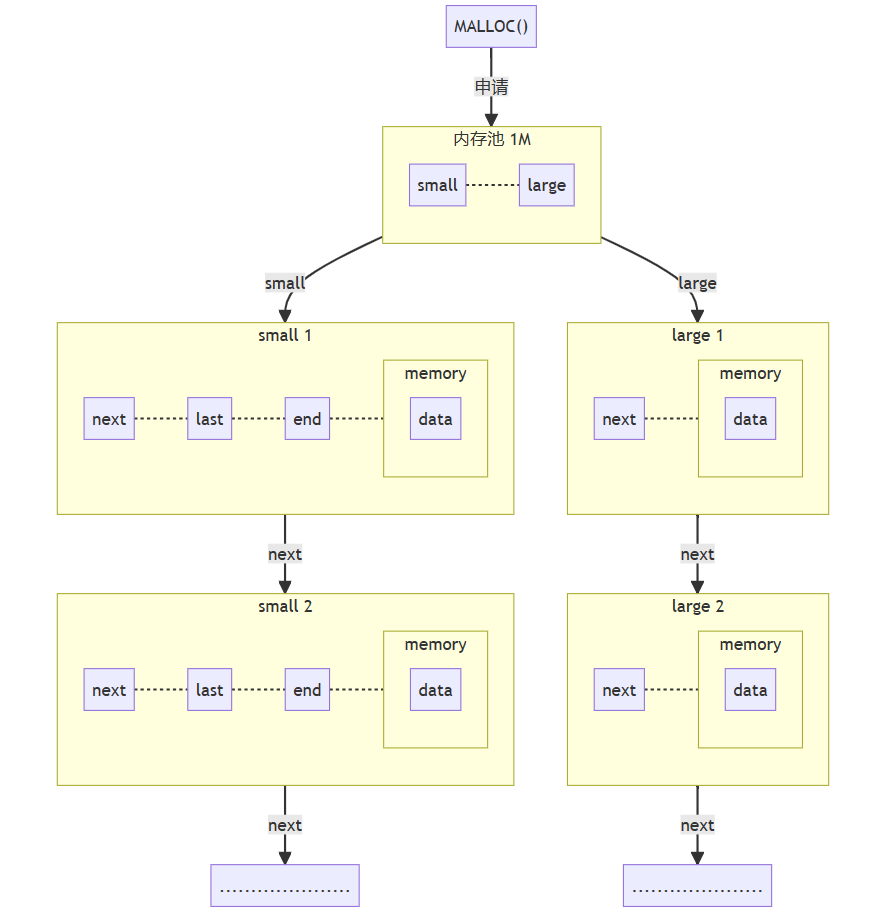 MALLOC()
申请
内存池 1M
small
large
small
large
small 1
next
last
end
memory
data
large 1
next
memory
data
next
next
small 2
next
last
end
memory
data
large 2
next
memory
data
next
next
.....................
.....................